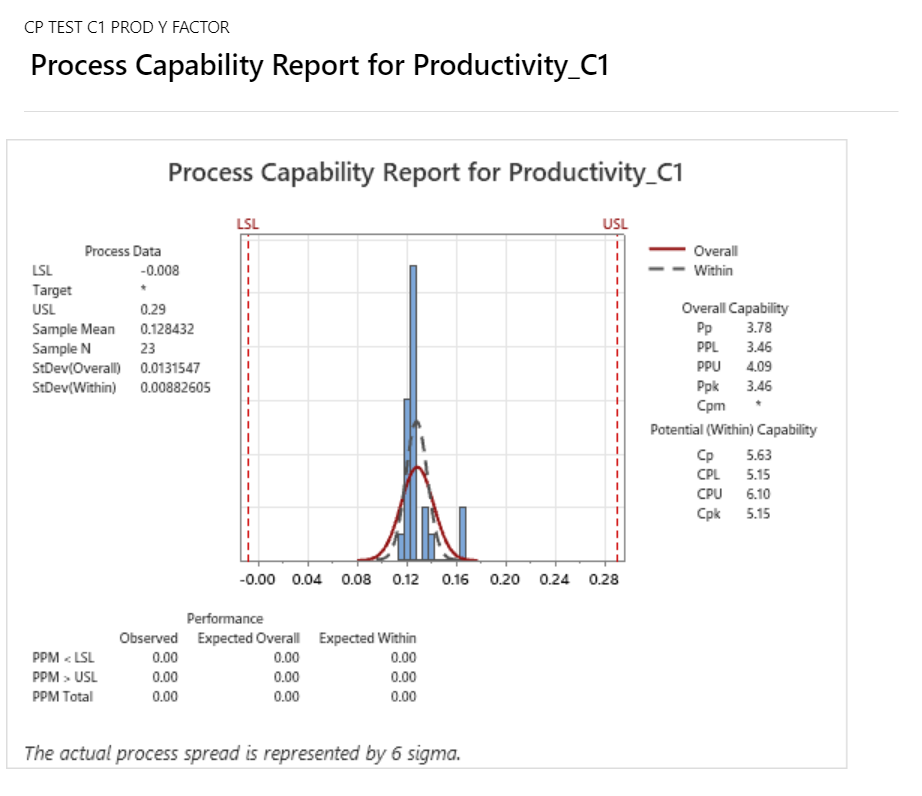 CP TEST C1 PROD Y FACTOR
Process Capability Report for Productivity_C1
Process Capability Report for Productivity_C1
LSL USL
Process Data
LSL -0.008
Target *
USL 0.29
Sample Mean 0.128432
Sample N 23
StDev(Overall) 0.0131547
StDev(Within) 0.00882605
Overall
Within
Overall Capability
Pp 3.78
PPL 3.46
PPU 4.09
Ppk 3.46
Cpm *
Potential (Within) Capability
Cp 5.63
CPL 5.15
CPU 6.10
Cpk 5.15
-0.00 0.04 0.08 0.12 0.16 0.20 0.24 0.28
Performance
Observed Expected Overall Expected Within
PPM < LSL 0.00 0.00 0.00
PPM > USL 0.00 0.00 0.00
PPM Total 0.00 0.00 0.00
The actual process spread is represented by 6 sigma.